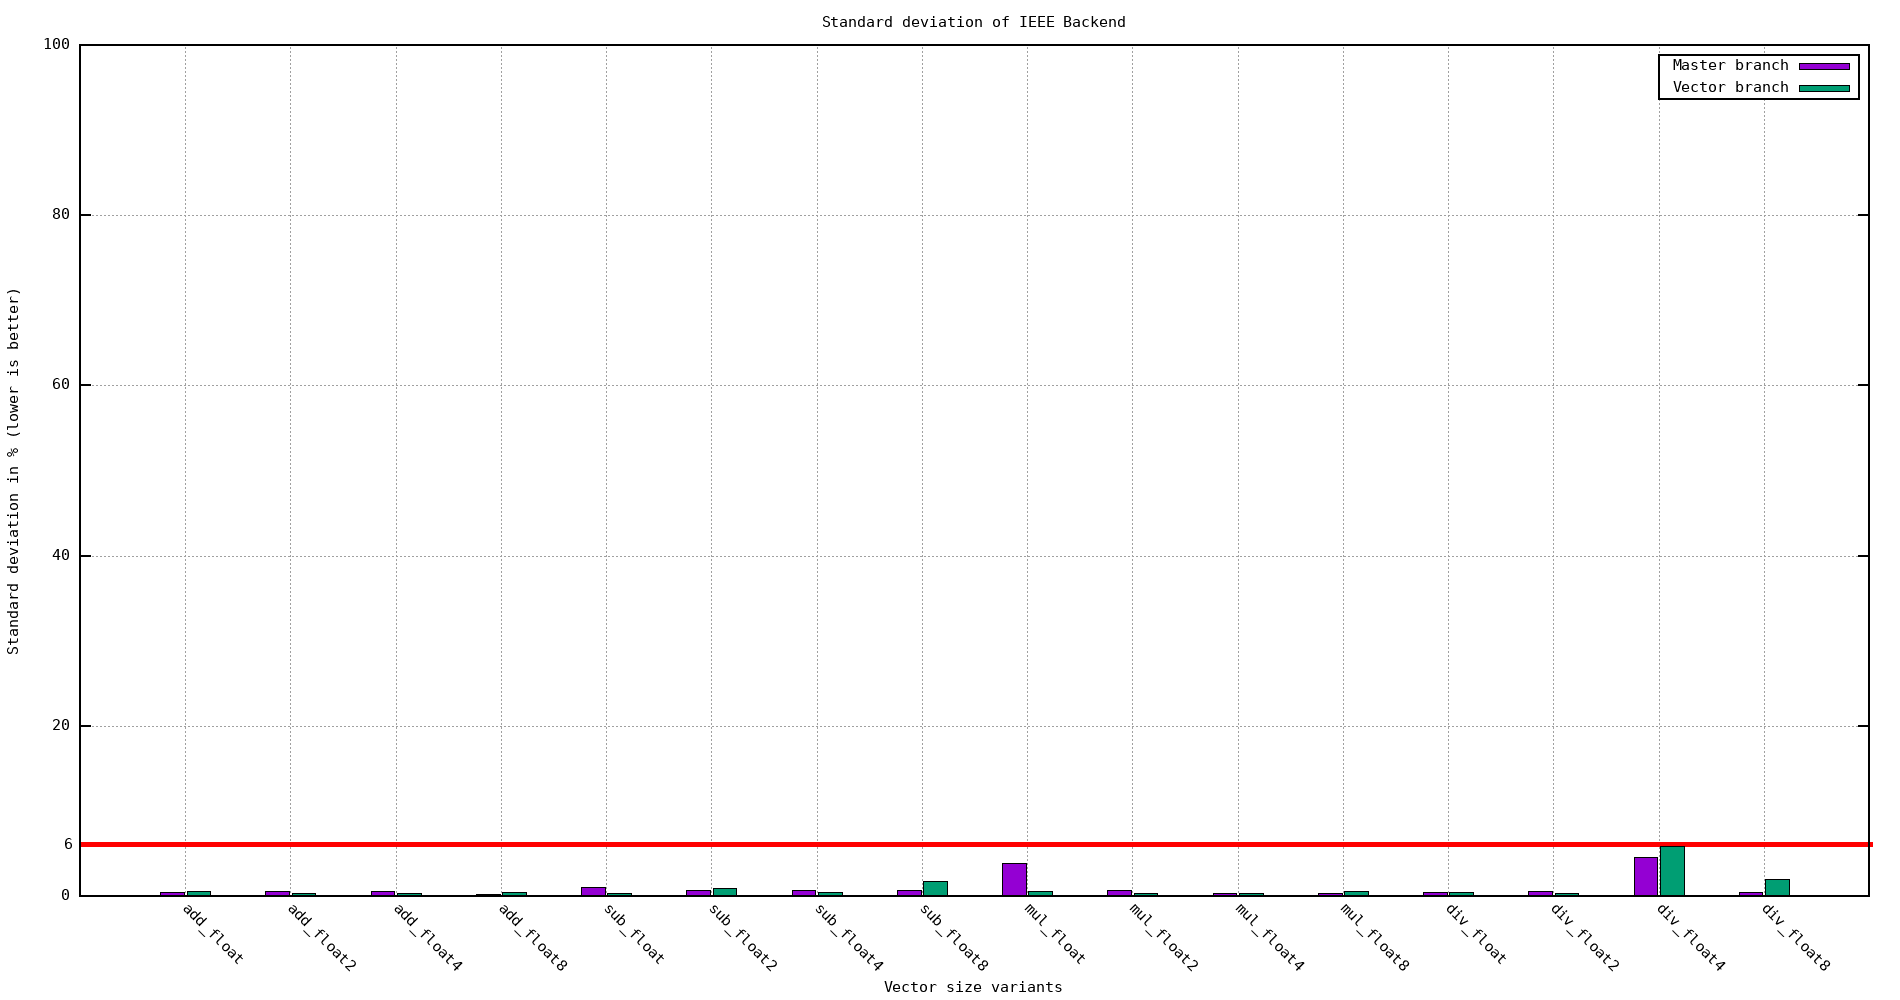 Standard deviation of IEEE Backend
100
80
60
40
20
6
0
Standard deviation in % (lower is better)
Master branch
Vector branch
add_float
add_float2
add_float4
add_float8
sub_float
sub_float2
sub_float4
sub_float8
mul_float
mul_float2
mul_float4
mul_float8
div_float
div_float2
div_float4
div_float8
Vector size variants